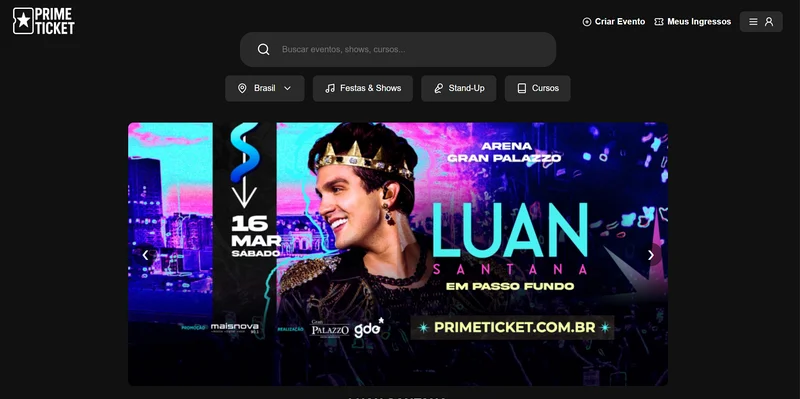 PRIME
TICKET
Criar Evento
Meus Ingressos
Buscar eventos, shows, cursos...
Brasil
Festas & Shows
Stand-Up
Cursos
ARENA
GRAN PALAZZO
16
MAR
SABADO
LUAN
SANTANA
EM PASSO FUNDO
PROMOÇÃO
maisnova
REALIZAÇÃO
Gran
PALAZZO
gdo
PRIMETICKET.COM.BR